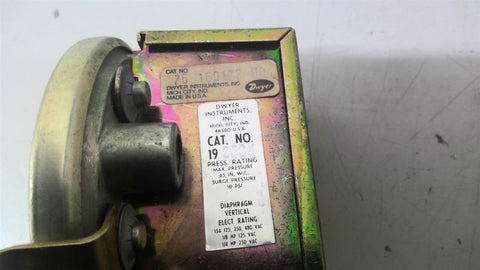 CAT NO
DWYER INSTRUMENTS, INC
MICH. CITY, IND.
MADE IN U.S.A.
Dwyer
DWYER
INSTRUMENTS,
INC.
MICH. CITY, IND.
46360 U.S.A.
CAT. NO.
19
PRESS. RATING
MAX. PRESSURE
45 IN. W.C.
SURGE PRESSURE
10 PSI
DIAPHRAGM
VERTICAL
ELECT RATING
15A 125, 250, 480 VAC
1/8 HP 125 VAC
1/4 HP 250 VAC